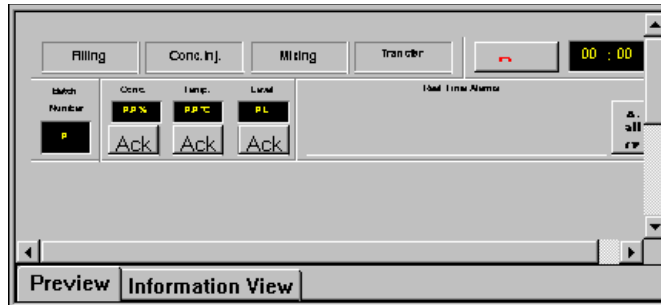 Filling Conc. Inj. Mixing Transfer 00 : 00
Batch Conc. Temp. Level Real Time Alarms
Number
Ack Ack Ack all
Preview Information View